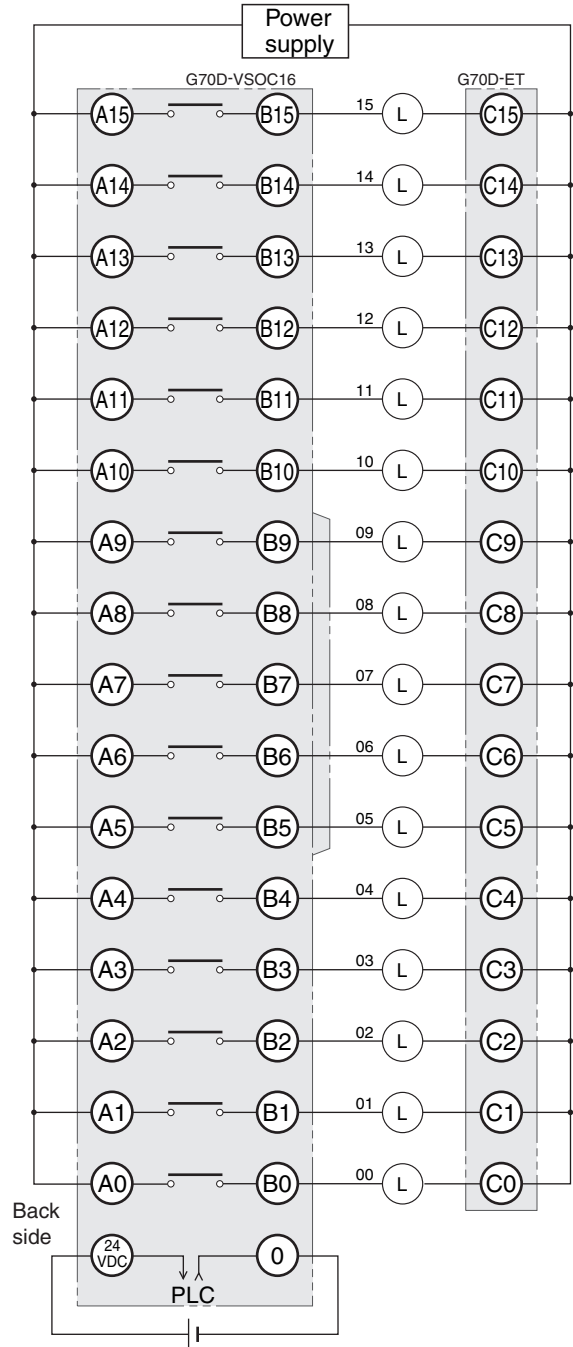 Power
supply
G70D-VSOC16 G70D-ET
A15 B15 15 L C15
A14 B14 14 L C14
A13 B13 13 L C13
A12 B12 12 L C12
A11 B11 11 L C11
A10 B10 10 L C10
A9 B9 09 L C9
A8 B8 08 L C8
A7 B7 07 L C7
A6 B6 06 L C6
A5 B5 05 L C5
A4 B4 04 L C4
A3 B3 03 L C3
A2 B2 02 L C2
A1 B1 01 L C1
A0 B0 00 L C0
Back
side
24
VDC 0
PLC